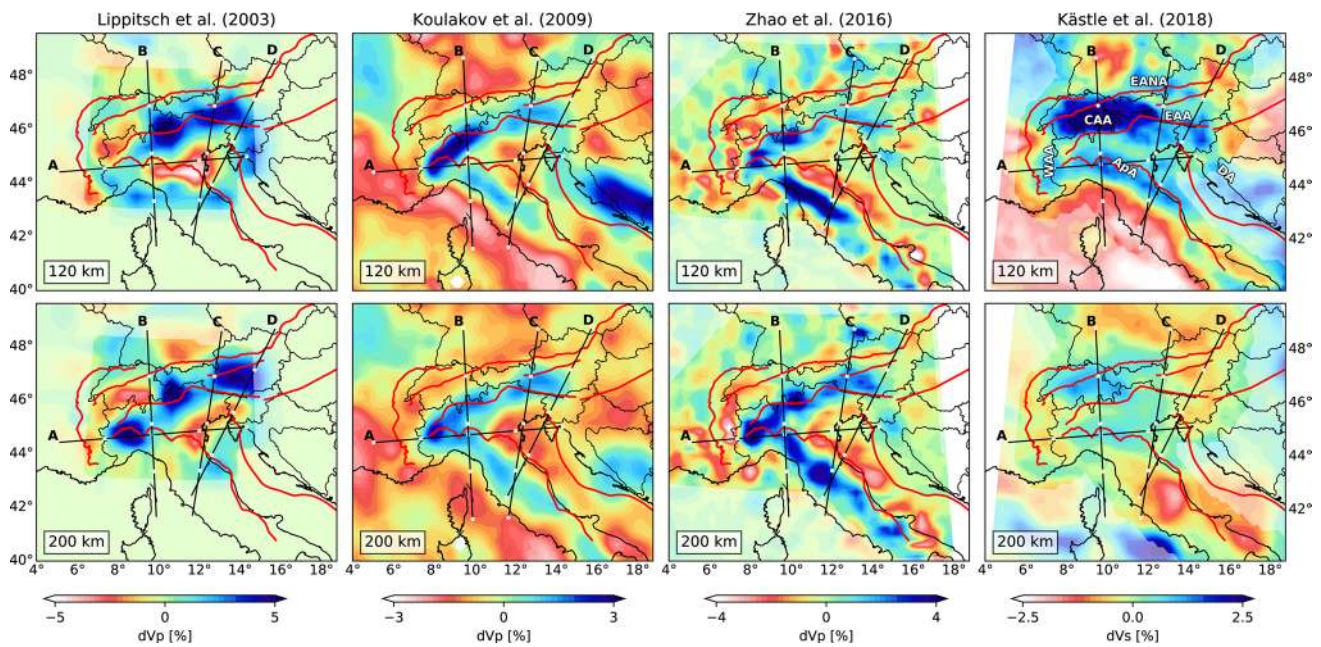 Lippitsch et al. (2003) Koulakov et al. (2009) Zhao et al. (2016) Kästle et al. (2018)
B C D B C D B C D B C D
48° 48°
EANA
46° CAA EAA 46°
A A A A
WAA ApA DA
44° 44°
42° 42°
120 km 120 km 120 km
40°
B C D B C D B C D B C D
48° 48°
46° 46°
A A A A
44° 44°
42° 42°
200 km 200 km 200 km 200 km
40°
4° 6° 8° 10° 12° 14° 16° 18° 4° 6° 8° 10° 12° 14° 16° 18° 4° 6° 8° 10° 12° 14° 16° 18° 4° 6° 8° 10° 12° 14° 16° 18°
−5 0 5 −3 0 3 −4 0 4 −2.5 0.0 2.5
dVp [%] dVp [%] dVp [%] dVs [%]